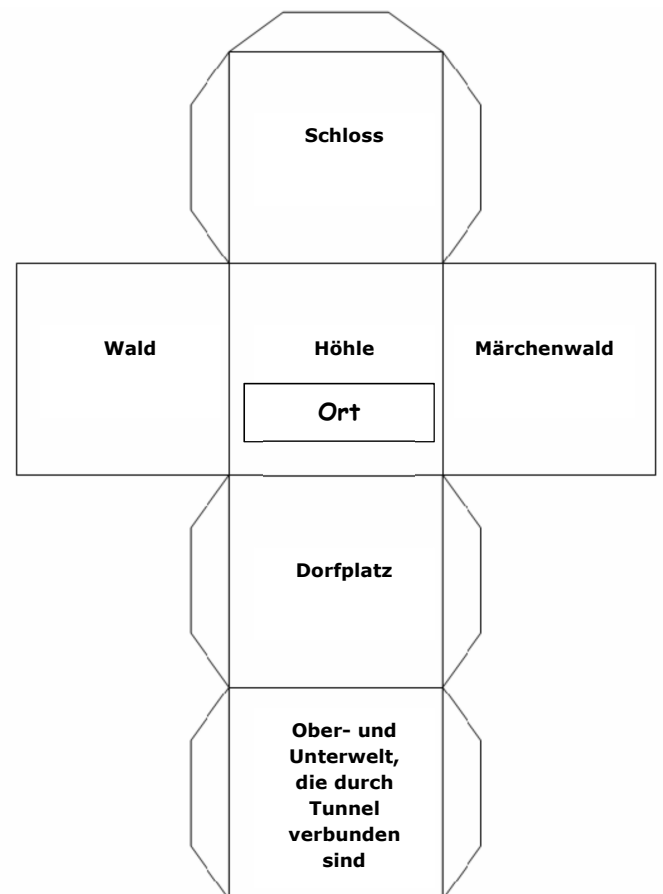 Schloss
Wald
Höhle
Märchenwald
Ort
Dorfplatz
Ober- und
Unterwelt,
die durch
Tunnel
verbunden
sind